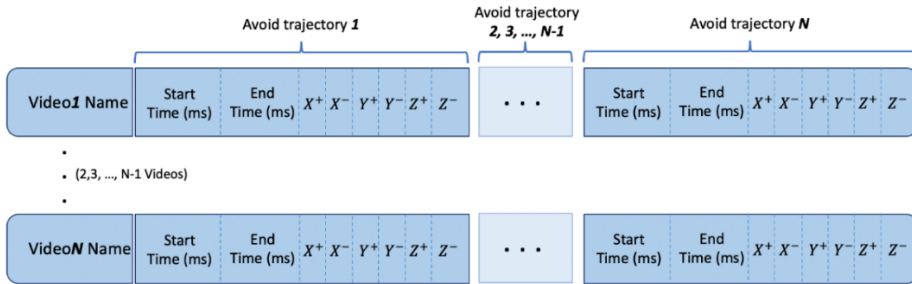 Avoid trajectory 1
Avoid trajectory
2, 3, ..., N-1
Avoid trajectory N
Video1 Name
Start
Time (ms)
End
Time (ms)
X⁺ X⁻ Y⁺ Y⁻ Z⁺ Z⁻
...
Start
Time (ms)
End
Time (ms)
X⁺ X⁻ Y⁺ Y⁻ Z⁺ Z⁻
(2,3, ..., N-1 Videos)
VideoN Name
Start
Time (ms)
End
Time (ms)
X⁺ X⁻ Y⁺ Y⁻ Z⁺ Z⁻
...
Start
Time (ms)
End
Time (ms)
X⁺ X⁻ Y⁺ Y⁻ Z⁺ Z⁻